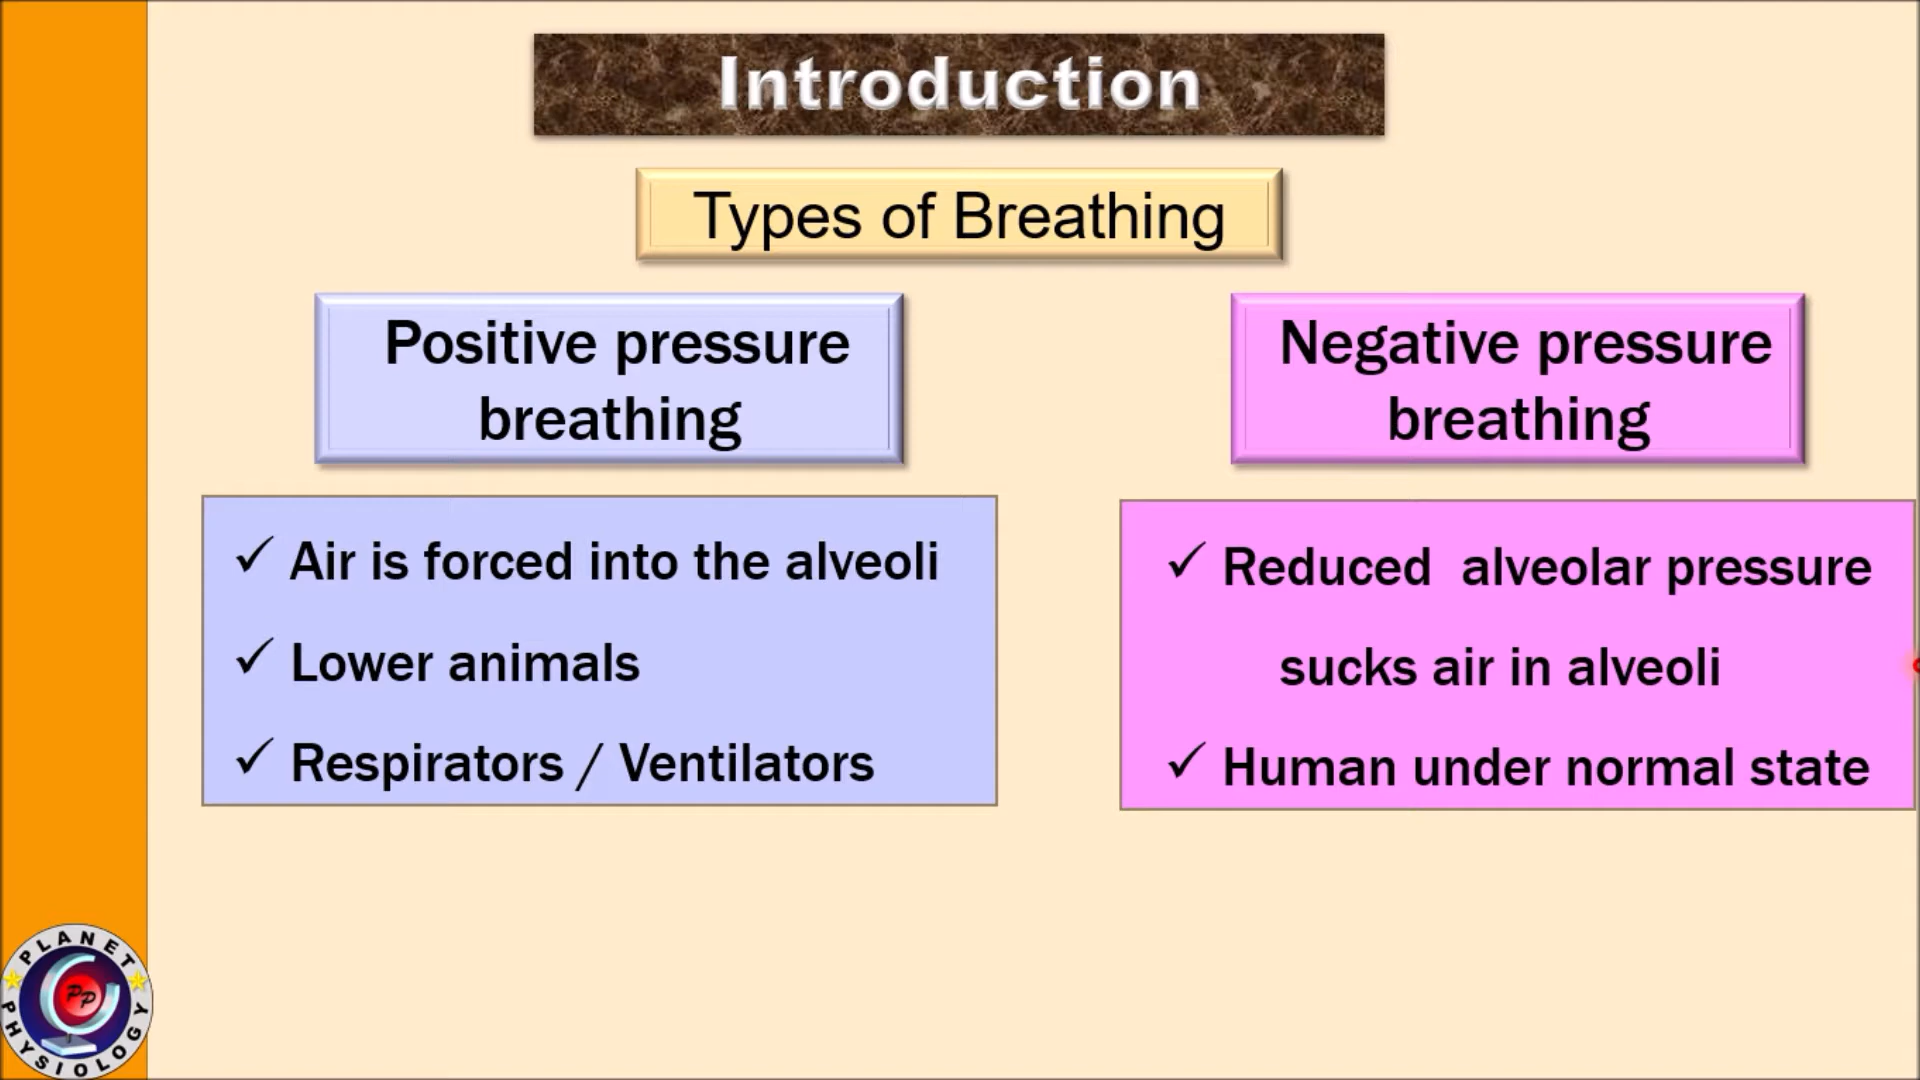 Introduction
Types of Breathing
Positive pressure
breathing
✓ Air is forced into the alveoli
✓ Lower animals
✓ Respirators / Ventilators
Negative pressure
breathing
✓ Reduced  alveolar pressure
sucks air in alveoli
✓ Human under normal state
PLANET
PP
PHYSIOLOGY